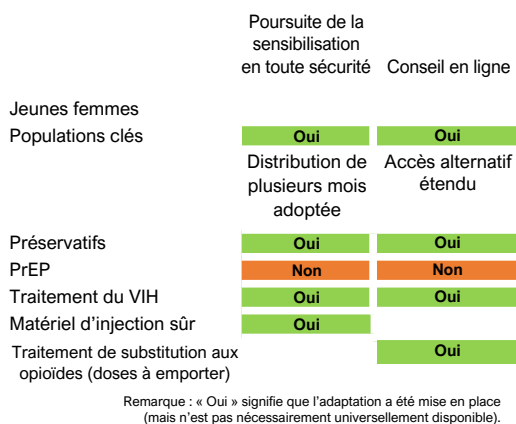 Poursuite de la
sensibilisation
en toute sécurité Conseil en ligne
Jeunes femmes
Populations clés Oui Oui
Distribution de Accès alternatif
plusieurs mois étendu
adoptée
Préservatifs Oui Oui
PrEP Non Non
Traitement du VIH Oui Oui
Matériel d'injection sûr Oui
Traitement de substitution aux Oui
opioïdes (doses à emporter)
Remarque : « Oui » signifie que l'adaptation a été mise en place
(mais n'est pas nécessairement universellement disponible).